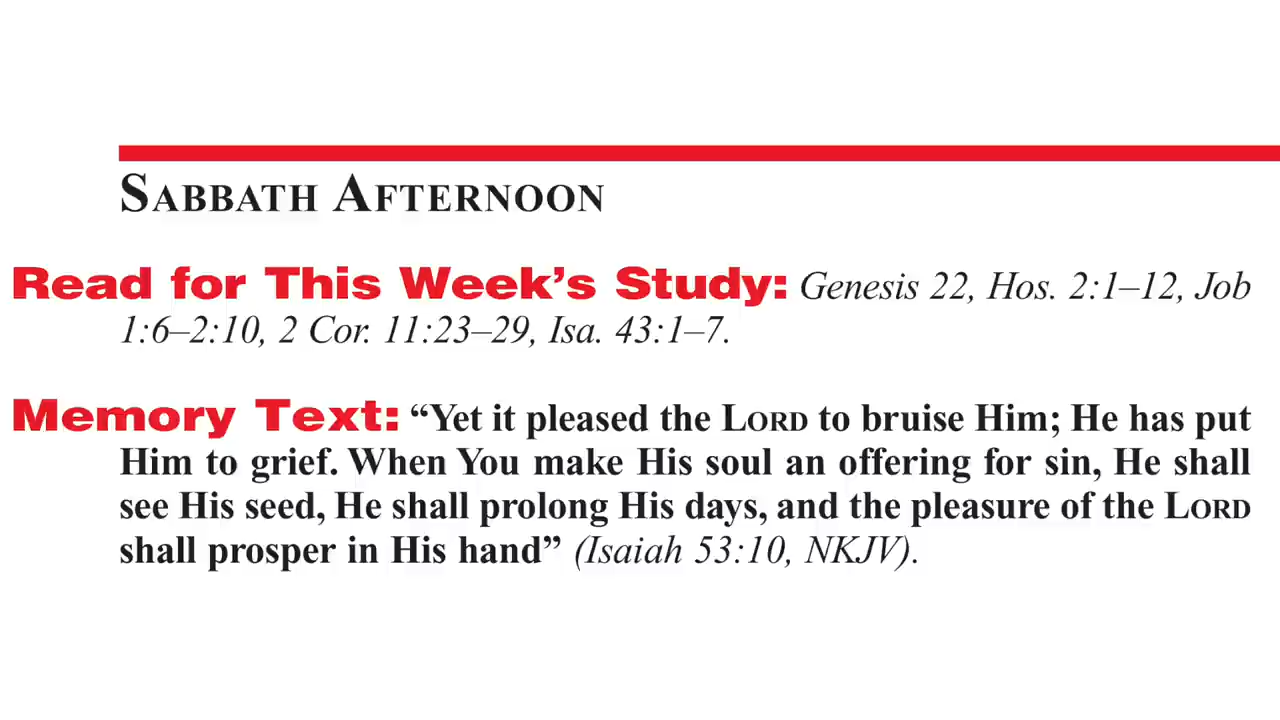 SABBATH AFTERNOON
Read for This Week’s Study: Genesis 22, Hos. 2:1–12, Job
1:6–2:10, 2 Cor. 11:23–29, Isa. 43:1–7.
Memory Text: “Yet it pleased the LORD to bruise Him; He has put
Him to grief. When You make His soul an offering for sin, He shall
see His seed, He shall prolong His days, and the pleasure of the LORD
shall prosper in His hand” (Isaiah 53:10, NKJV).